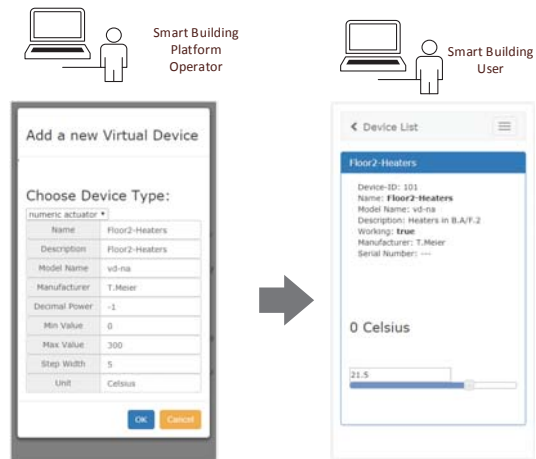 Smart Building
Platform
Operator
Smart Building
User
Add a new Virtual Device
Choose Device Type:
numeric actuator
Name Floor2-Heaters
Description Floor2-Heaters
Model Name vd-na
Manufacturer T.Meier
Decimal Power -1
Min Value 0
Max Value 300
Step Width 5
Unit Celsius
OK Cancel
Device List
Floor2-Heaters
Device-ID: 101
Name: Floor2-Heaters
Model Name: vd-na
Description: Heaters in B.A/F.2
Working: true
Manufacturer: T.Meier
Serial Number: ---
0 Celsius
21.5